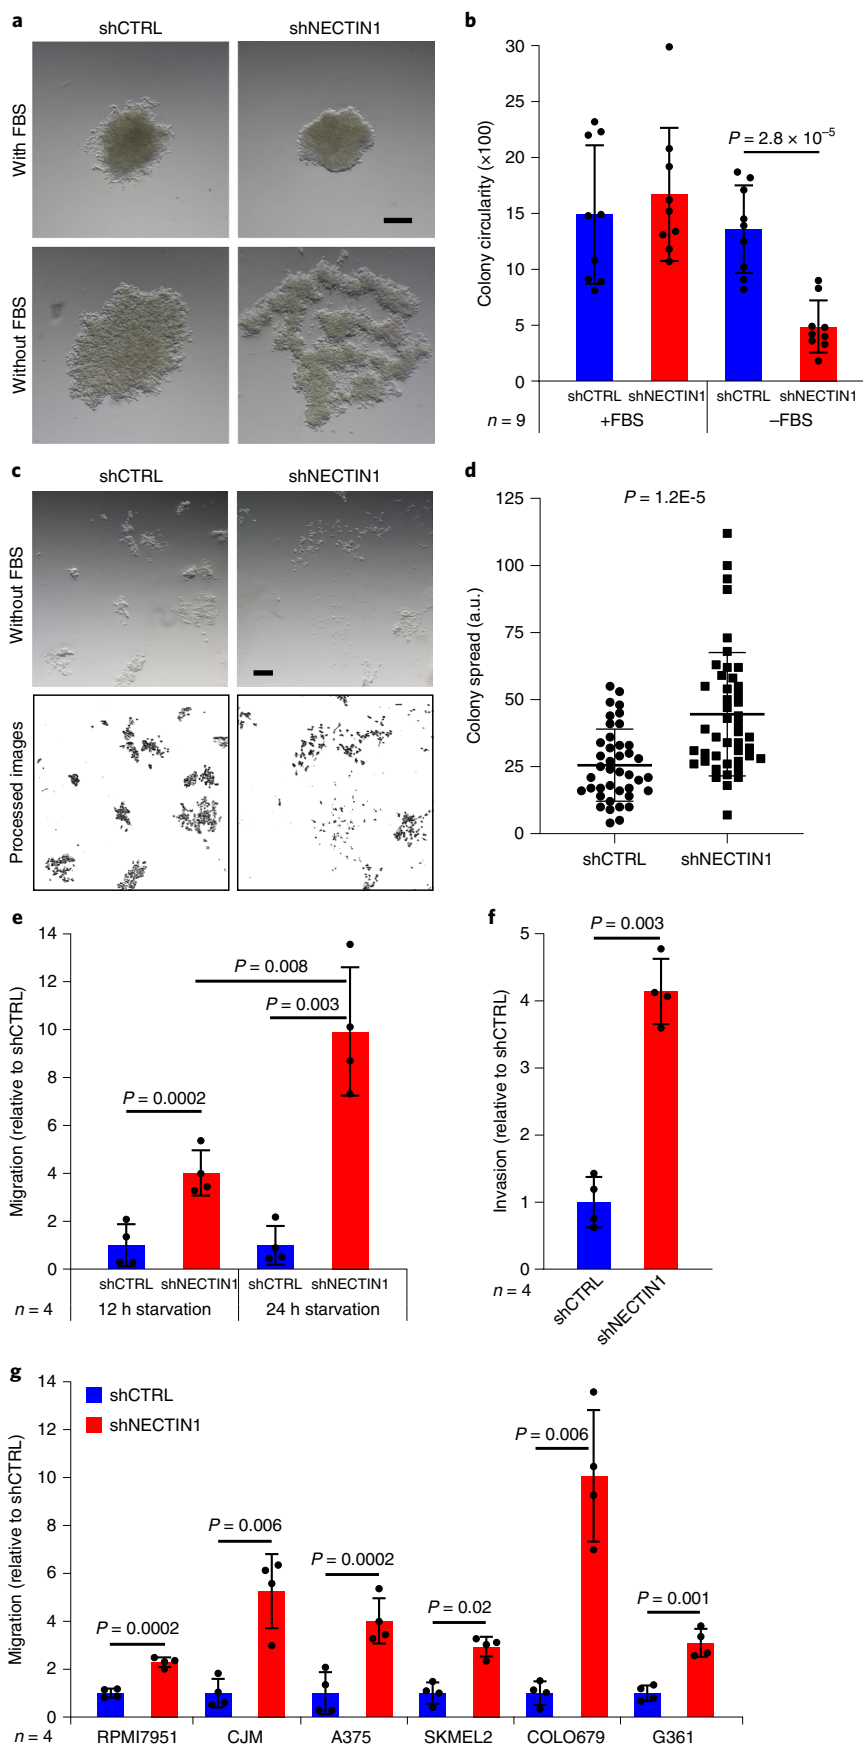 a
shCTRL
shNECTIN1
With FBS
Without FBS
b
Colony circularity (×100)
30
25
20
15
10
5
0
P = 2.8 × 10⁻⁵
shCTRL shNECTIN1 shCTRL shNECTIN1
n = 9 +FBS –FBS
c
shCTRL
shNECTIN1
Without FBS
Processed images
d
Colony spread (a.u.)
125
100
75
50
25
0
P = 1.2E-5
shCTRL shNECTIN1
e
Migration (relative to shCTRL)
14
12
10
8
6
4
2
0
P = 0.008
P = 0.003
P = 0.0002
shCTRL shNECTIN1 shCTRL shNECTIN1
n = 4 12 h starvation 24 h starvation
f
Invasion (relative to shCTRL)
5
4
3
2
1
0
P = 0.003
n = 4
shCTRL
shNECTIN1
g
Migration (relative to shCTRL)
14
12
10
8
6
4
2
0
shCTRL
shNECTIN1
P = 0.0002
P = 0.006
P = 0.0002
P = 0.02
P = 0.006
P = 0.001
n = 4 RPMI7951 CJM A375 SKMEL2 COLO679 G361